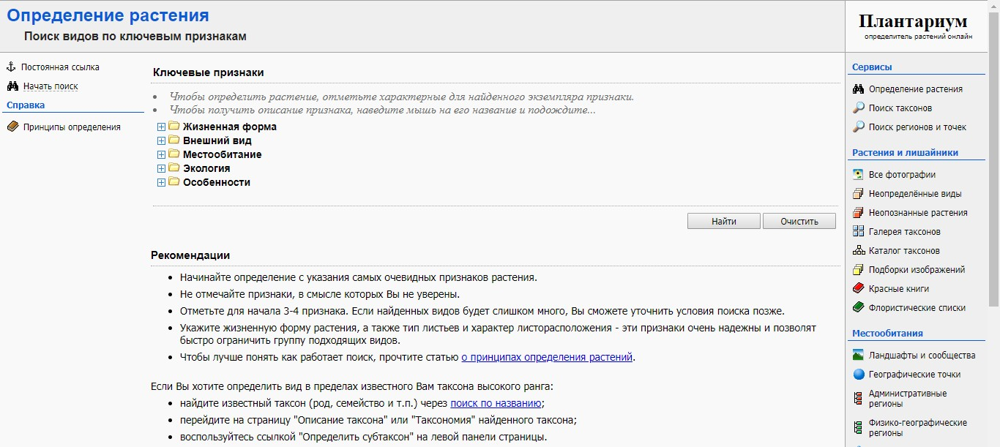 Определение растения
Поиск видов по ключевым признакам
Плантариум
определитель растений онлайн
Постоянная ссылка
Начать поиск
Справка
Принципы определения
Ключевые признаки
Чтобы определить растение, отметьте характерные для найденного экземпляра признаки.
Чтобы получить описание признака, наведите мышь на его название и подождите...
Жизненная форма
Внешний вид
Местообитание
Экология
Особенности
Найти
Очистить
Рекомендации
Начинайте определение с указания самых очевидных признаков растения.
Не отмечайте признаки, в смысле которых Вы не уверены.
Отметьте для начала 3-4 признака. Если найденных видов будет слишком много, Вы сможете уточнить условия поиска позже.
Укажите жизненную форму растения, а также тип листьев и характер листорасположения - эти признаки очень надежны и позволят
быстро ограничить группу подходящих видов.
Чтобы лучше понять как работает поиск, прочтите статью о принципах определения растений.
Если Вы хотите определить вид в пределах известного Вам таксона высокого ранга:
найдите известный таксон (род, семейство и т.п.) через поиск по названию;
перейдите на страницу "Описание таксона" или "Таксономия" найденного таксона;
воспользуйтесь ссылкой "Определить субтаксон" на левой панели страницы.
Сервисы
Определение растения
Поиск таксонов
Поиск регионов и точек
Растения и лишайники
Все фотографии
Неопределённые виды
Неопознанные растения
Галерея таксонов
Каталог таксонов
Подборки изображений
Красные книги
Флористические списки
Местообитания
Ландшафты и сообщества
Географические точки
Административные
регионы
Физико-географические
регионы